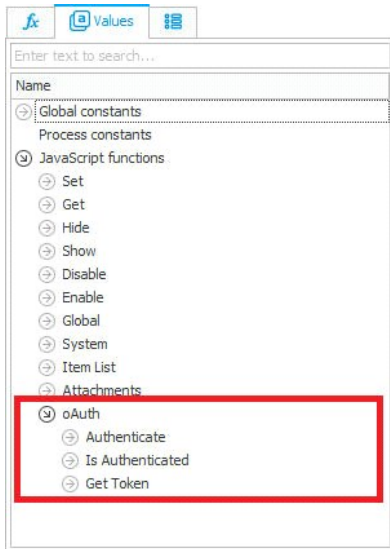 fx
a Values
Enter text to search...
Name
Global constants
Process constants
JavaScript functions
Set
Get
Hide
Show
Disable
Enable
Global
System
Item List
Attachments
oAuth
Authenticate
Is Authenticated
Get Token